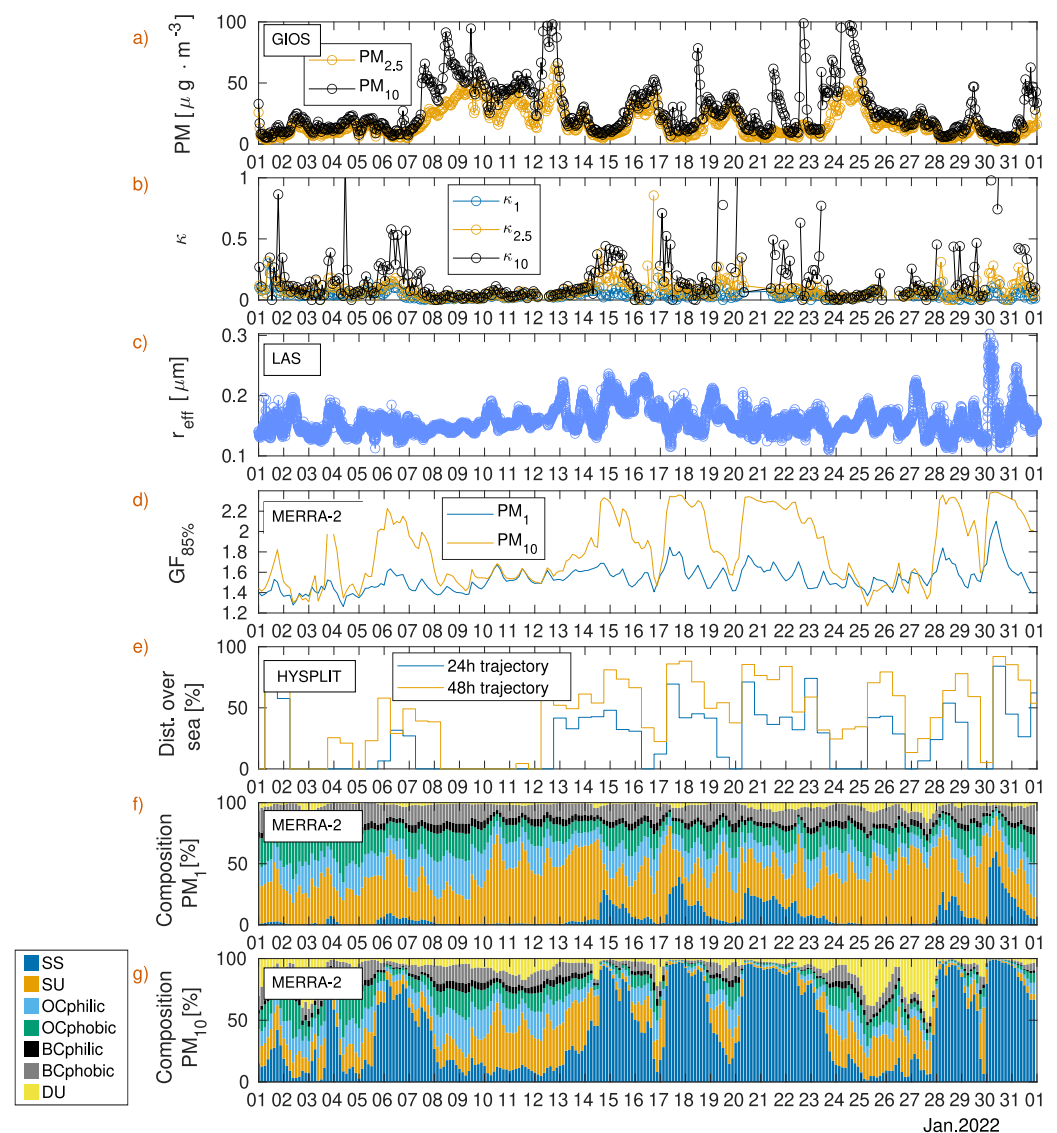 a)
GIOS
PM [μ g · m⁻³]
PM₂.₅
PM₁₀
100
50
0
01 02 03 04 05 06 07 08 09 10 11 12 13 14 15 16 17 18 19 20 21 22 23 24 25 26 27 28 29 30 31 01
b)
κ
κ₁
κ₂.₅
κ₁₀
1
0.5
0
01 02 03 04 05 06 07 08 09 10 11 12 13 14 15 16 17 18 19 20 21 22 23 24 25 26 27 28 29 30 31 01
c)
LAS
r_eff [μm]
0.3
0.2
0.1
01 02 03 04 05 06 07 08 09 10 11 12 13 14 15 16 17 18 19 20 21 22 23 24 25 26 27 28 29 30 31 01
d)
MERRA-2
GF₈₅%
PM₁
PM₁₀
2.2
2
1.8
1.6
1.4
1.2
01 02 03 04 05 06 07 08 09 10 11 12 13 14 15 16 17 18 19 20 21 22 23 24 25 26 27 28 29 30 31 01
e)
HYSPLIT
Dist. over
sea [%]
24h trajectory
48h trajectory
100
50
0
01 02 03 04 05 06 07 08 09 10 11 12 13 14 15 16 17 18 19 20 21 22 23 24 25 26 27 28 29 30 31 01
f)
MERRA-2
Composition
PM₁[%]
100
50
0
01 02 03 04 05 06 07 08 09 10 11 12 13 14 15 16 17 18 19 20 21 22 23 24 25 26 27 28 29 30 31 01
SS
SU
OCphilic
OCphobic
BCphilic
BCphobic
DU
g)
MERRA-2
Composition
PM₁₀ [%]
100
50
0
01 02 03 04 05 06 07 08 09 10 11 12 13 14 15 16 17 18 19 20 21 22 23 24 25 26 27 28 29 30 31 01
Jan.2022